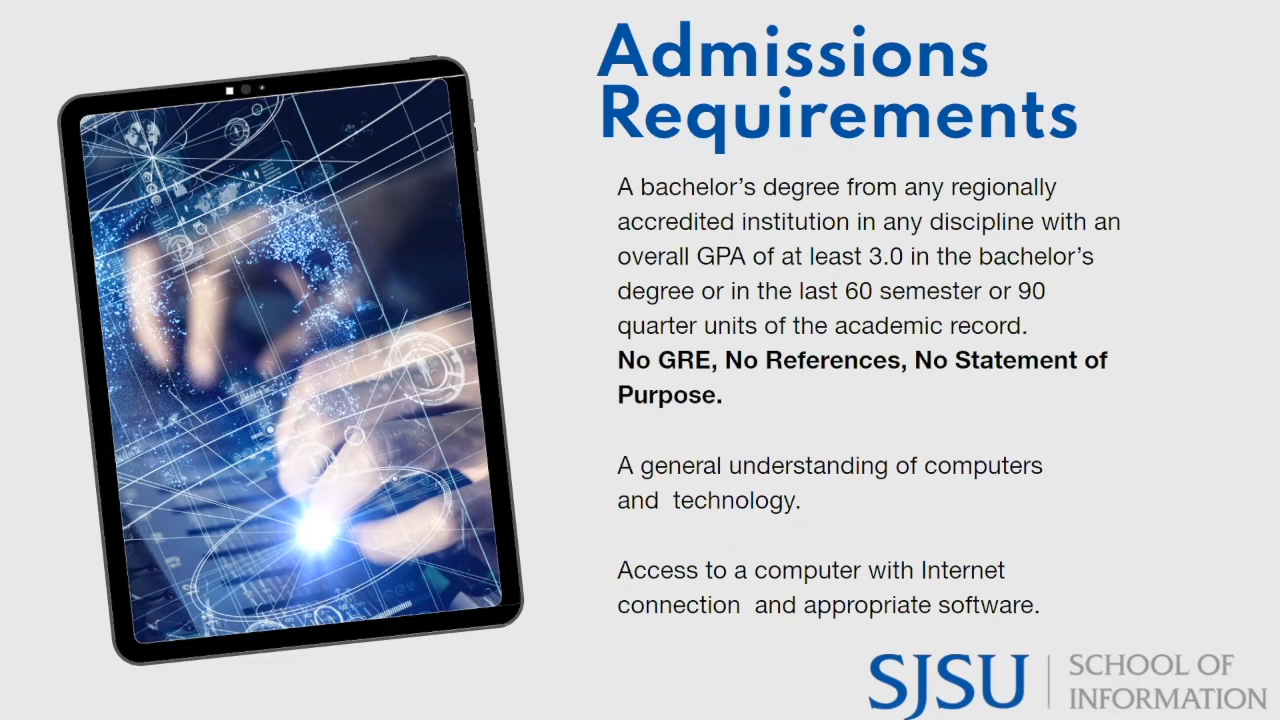 Admissions
Requirements
A bachelor’s degree from any regionally
accredited institution in any discipline with an
overall GPA of at least 3.0 in the bachelor’s
degree or in the last 60 semester or 90
quarter units of the academic record.
No GRE, No References, No Statement of
Purpose.
A general understanding of computers
and  technology.
Access to a computer with Internet
connection  and appropriate software.
SJSU | SCHOOL OF
INFORMATION